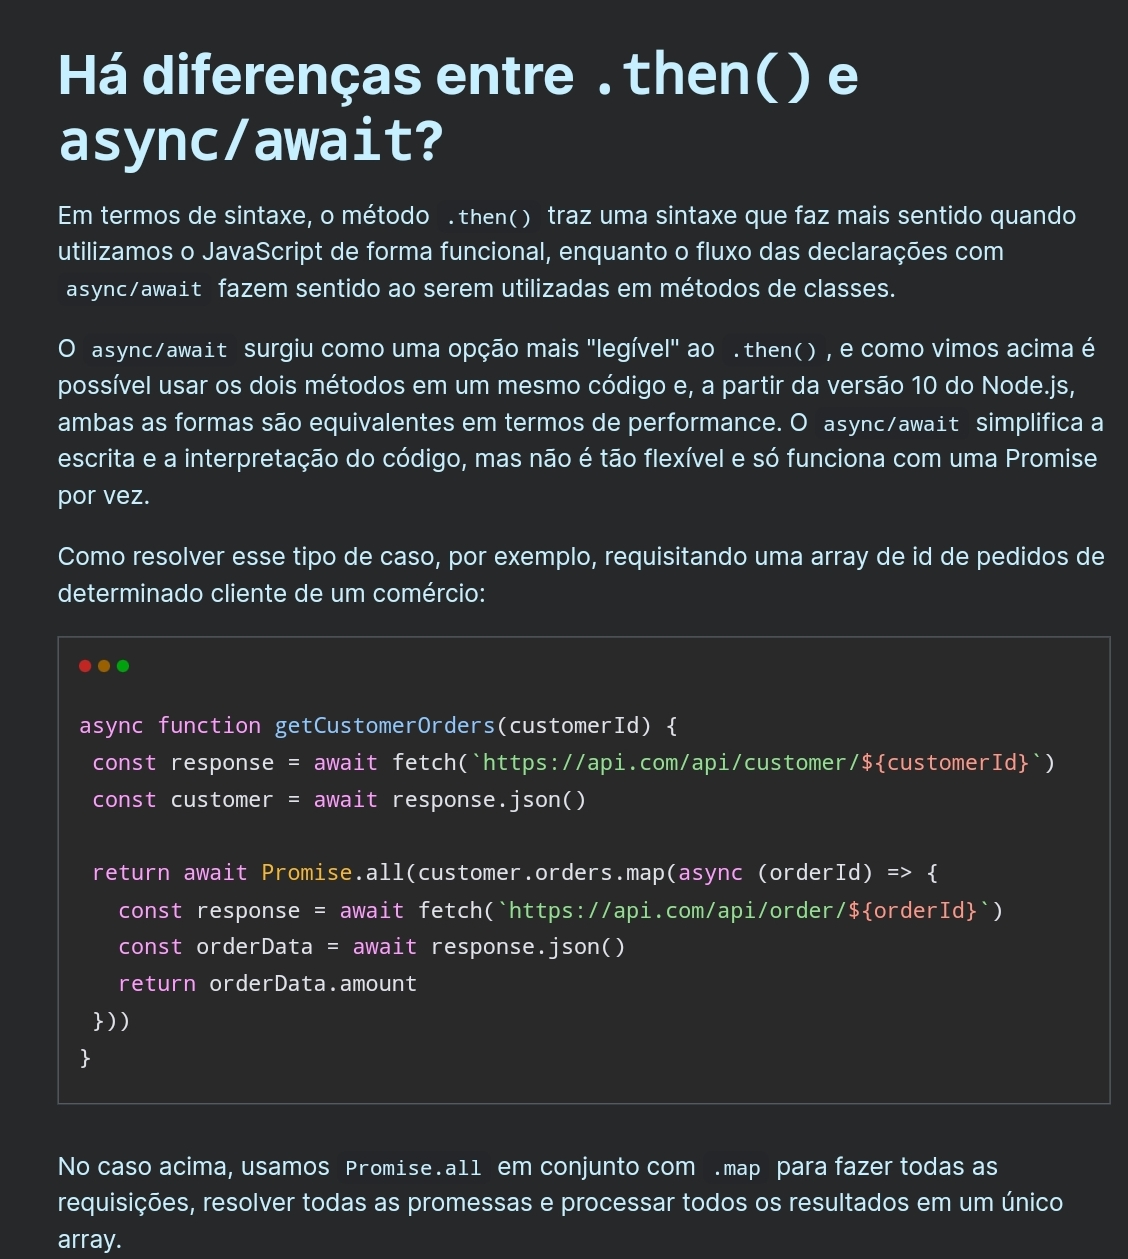 Há diferenças entre .then() e
async/await?
Em termos de sintaxe, o método .then() traz uma sintaxe que faz mais sentido quando
utilizamos o JavaScript de forma funcional, enquanto o fluxo das declarações com
async/await fazem sentido ao serem utilizadas em métodos de classes.
O async/await surgiu como uma opção mais "legível" ao .then() , e como vimos acima é
possível usar os dois métodos em um mesmo código e, a partir da versão 10 do Node.js,
ambas as formas são equivalentes em termos de performance. O async/await simplifica a
escrita e a interpretação do código, mas não é tão flexível e só funciona com uma Promise
por vez.
Como resolver esse tipo de caso, por exemplo, requisitando uma array de id de pedidos de
determinado cliente de um comércio:
async function getCustomerOrders(customerId) {
 const response = await fetch(`https://api.com/api/customer/${customerId}`)
 const customer = await response.json()
 return await Promise.all(customer.orders.map(async (orderId) => {
   const response = await fetch(`https://api.com/api/order/${orderId}`)
   const orderData = await response.json()
   return orderData.amount
 }))
}
No caso acima, usamos Promise.all em conjunto com .map para fazer todas as
requisições, resolver todas as promessas e processar todos os resultados em um único
array.